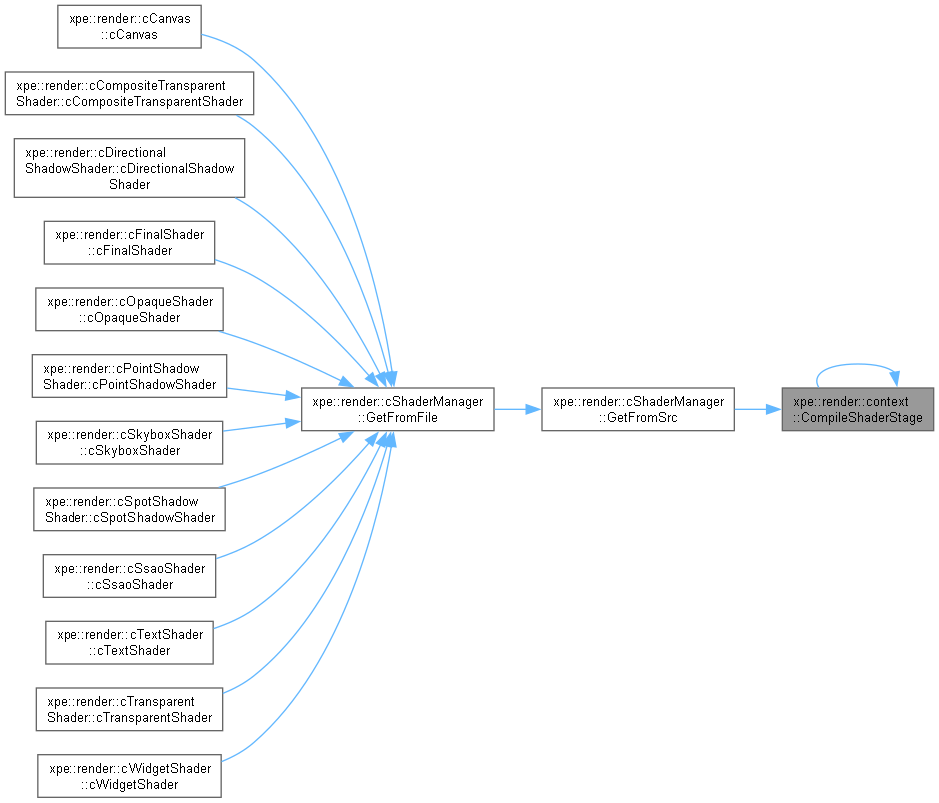 xpe::render::cCanvas
::cCanvas
xpe::render::cCompositeTransparent
Shader::cCompositeTransparentShader
xpe::render::cDirectional
ShadowShader::cDirectionalShadow
Shader
xpe::render::cFinalShader
::cFinalShader
xpe::render::cOpaqueShader
::cOpaqueShader
xpe::render::cPointShadow
Shader::cPointShadowShader
xpe::render::cSkyboxShader
::cSkyboxShader
xpe::render::cSpotShadow
Shader::cSpotShadowShader
xpe::render::cSsaoShader
::cSsaoShader
xpe::render::cTextShader
::cTextShader
xpe::render::cTransparent
Shader::cTransparentShader
xpe::render::cWidgetShader
::cWidgetShader
xpe::render::cShaderManager
::GetFromFile
xpe::render::cShaderManager
::GetFromSrc
xpe::render::context
::CompileShaderStage